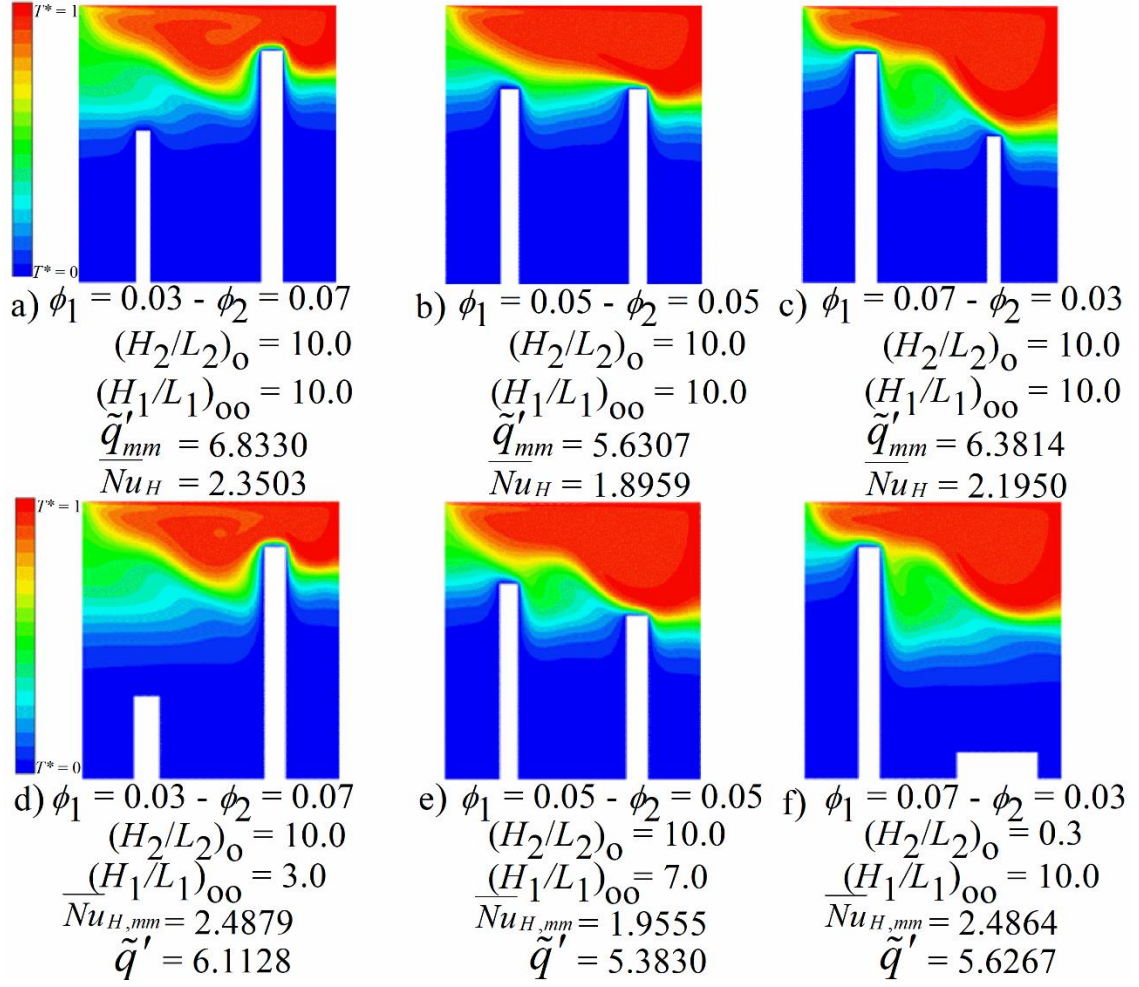 T* = 1
T* = 0
a) ϕ₁ = 0.03 - ϕ₂ = 0.07
(H₂/L₂)ₒ = 10.0
(H₁/L₁)ₒₒ = 10.0
q̃'ₘₘ = 6.8330
N̅u̅_H = 2.3503
b) ϕ₁ = 0.05 - ϕ₂ = 0.05
(H₂/L₂)ₒ = 10.0
(H₁/L₁)ₒₒ = 10.0
q̃'ₘₘ = 5.6307
N̅u̅_H = 1.8959
c) ϕ₁ = 0.07 - ϕ₂ = 0.03
(H₂/L₂)ₒ = 10.0
(H₁/L₁)ₒₒ = 10.0
q̃'ₘₘ = 6.3814
N̅u̅_H = 2.1950
T* = 1
T* = 0
d) ϕ₁ = 0.03 - ϕ₂ = 0.07
(H₂/L₂)ₒ = 10.0
(H₁/L₁)ₒₒ = 3.0
N̅u̅_H,mm = 2.4879
q̃' = 6.1128
e) ϕ₁ = 0.05 - ϕ₂ = 0.05
(H₂/L₂)ₒ = 10.0
(H₁/L₁)ₒₒ = 7.0
N̅u̅_H,mm = 1.9555
q̃' = 5.3830
f) ϕ₁ = 0.07 - ϕ₂ = 0.03
(H₂/L₂)ₒ = 0.3
(H₁/L₁)ₒₒ = 10.0
N̅u̅_H,mm = 2.4864
q̃' = 5.6267